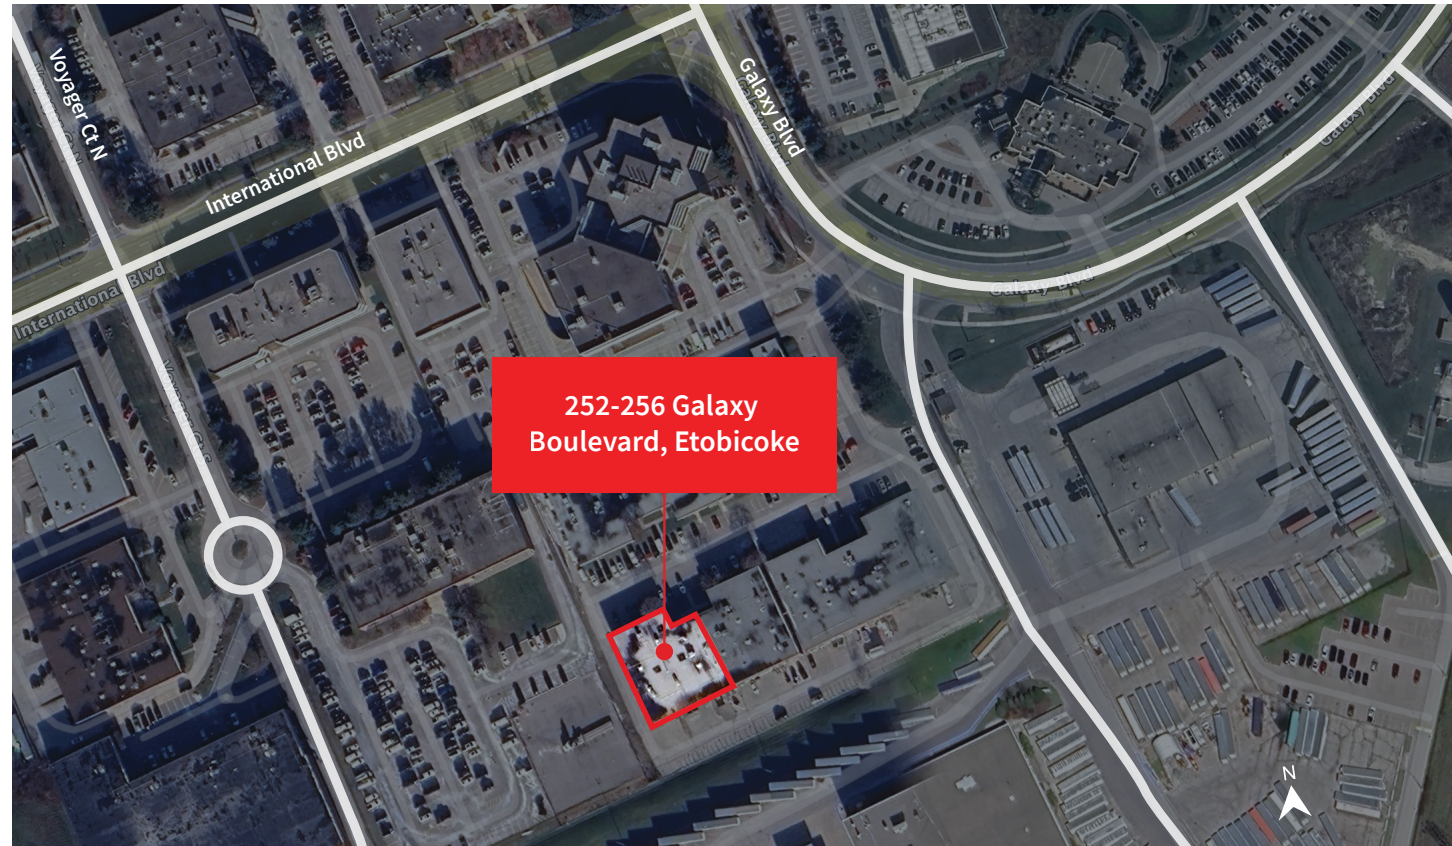 Voyager Ct N
International Blvd
Galaxy Blvd
Galaxy Blvd
International Blvd
Galaxy Blvd
252-256 Galaxy
Boulevard, Etobicoke
N